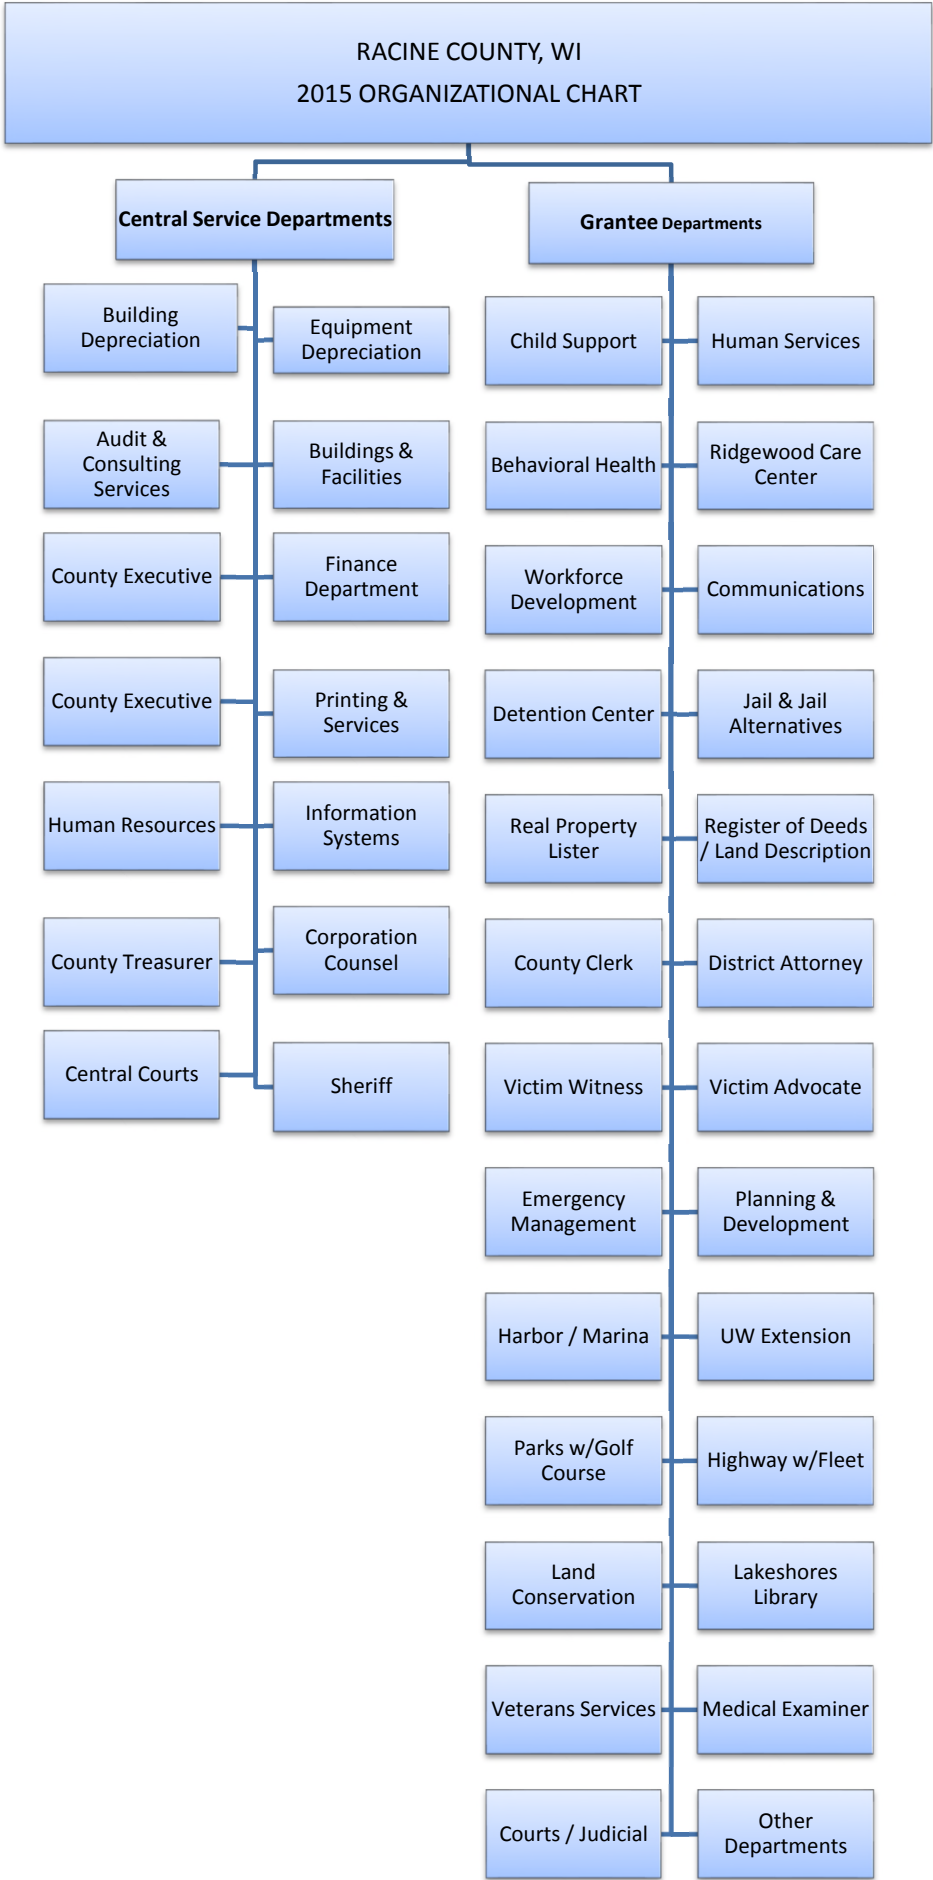 RACINE COUNTY, WI
2015 ORGANIZATIONAL CHART
Central Service Departments
Grantee Departments
Building
Depreciation
Equipment
Depreciation
Audit &
Consulting
Services
Buildings &
Facilities
County Executive
Finance
Department
County Executive
Printing &
Services
Human Resources
Information
Systems
County Treasurer
Corporation
Counsel
Central Courts
Sheriff
Child Support
Human Services
Behavioral Health
Ridgewood Care
Center
Workforce
Development
Communications
Detention Center
Jail & Jail
Alternatives
Real Property
Lister
Register of Deeds
/ Land Description
County Clerk
District Attorney
Victim Witness
Victim Advocate
Emergency
Management
Planning &
Development
Harbor / Marina
UW Extension
Parks w/Golf
Course
Highway w/Fleet
Land
Conservation
Lakeshores
Library
Veterans Services
Medical Examiner
Courts / Judicial
Other
Departments